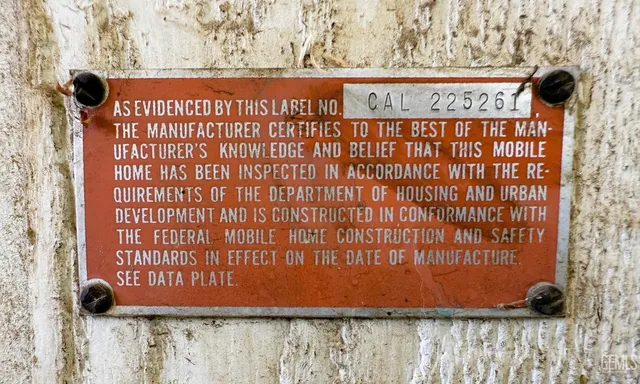 AS EVIDENCED BY THIS LABEL NO. CAL 225261,
THE MANUFACTURER CERTIFIES TO THE BEST OF THE MAN-
UFACTURER'S KNOWLEDGE AND BELIEF THAT THIS MOBILE
HOME HAS BEEN INSPECTED IN ACCORDANCE WITH THE RE-
QUIREMENTS OF THE DEPARTMENT OF HOUSING AND URBAN
DEVELOPMENT AND IS CONSTRUCTED IN CONFORMANCE WITH
THE FEDERAL MOBILE HOME CONSTRUCTION AND SAFETY
STANDARDS IN EFFECT ON THE DATE OF MANUFACTURE.
SEE DATA PLATE.
GEMLS